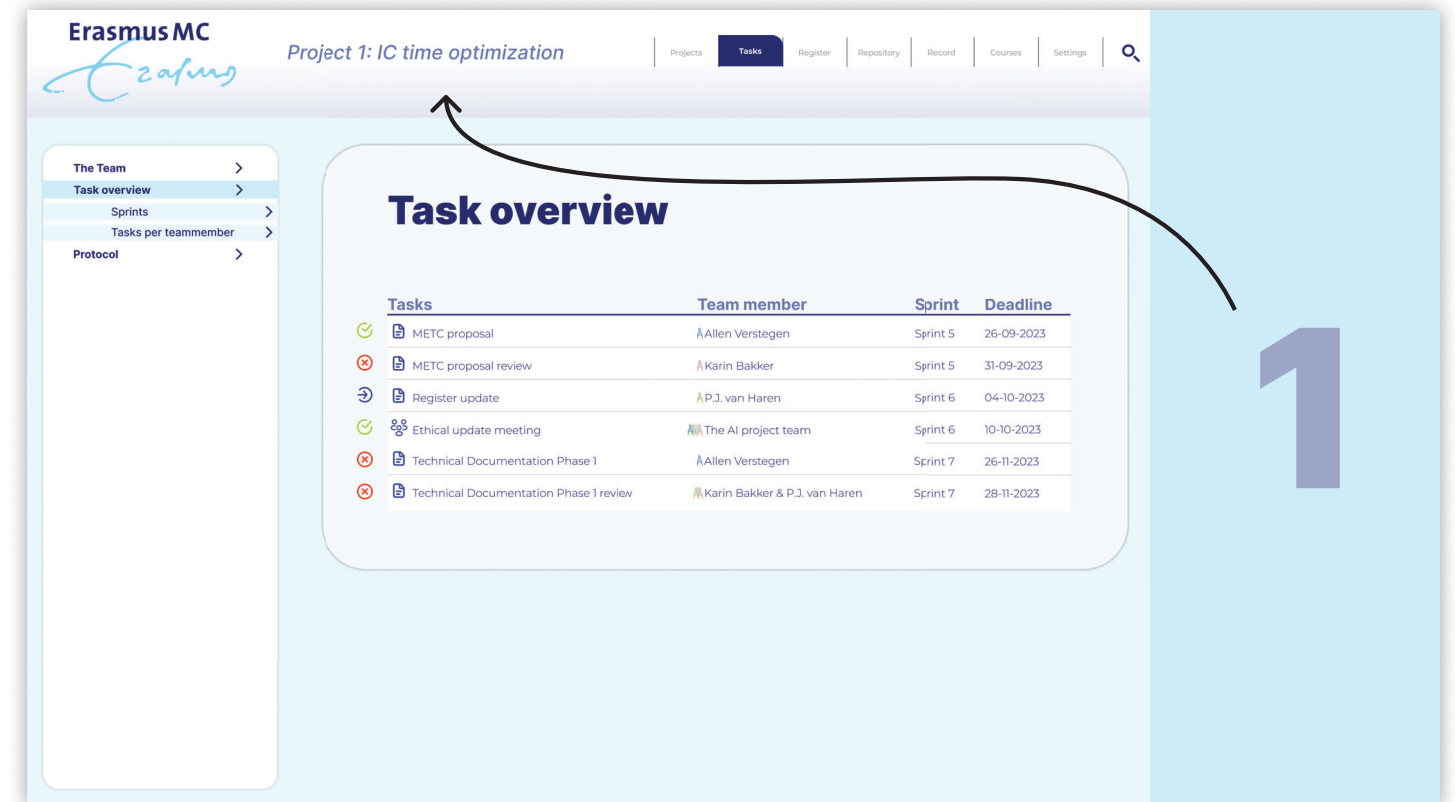 Erasmus MC
Erasmus
Project 1: IC time optimization
Projects Tasks Register Repository Record Courses Settings
The Team
Task overview
Sprints
Tasks per teammember
Protocol
Task overview
Tasks Team member Sprint Deadline
METC proposal Allen Verstegen Sprint 5 26-09-2023
METC proposal review Karin Bakker Sprint 5 31-09-2023
Register update P.J. van Haren Sprint 6 04-10-2023
Ethical update meeting The AI project team Sprint 6 10-10-2023
Technical Documentation Phase 1 Allen Verstegen Sprint 7 26-11-2023
Technical Documentation Phase 1 review Karin Bakker & P.J. van Haren Sprint 7 28-11-2023
1